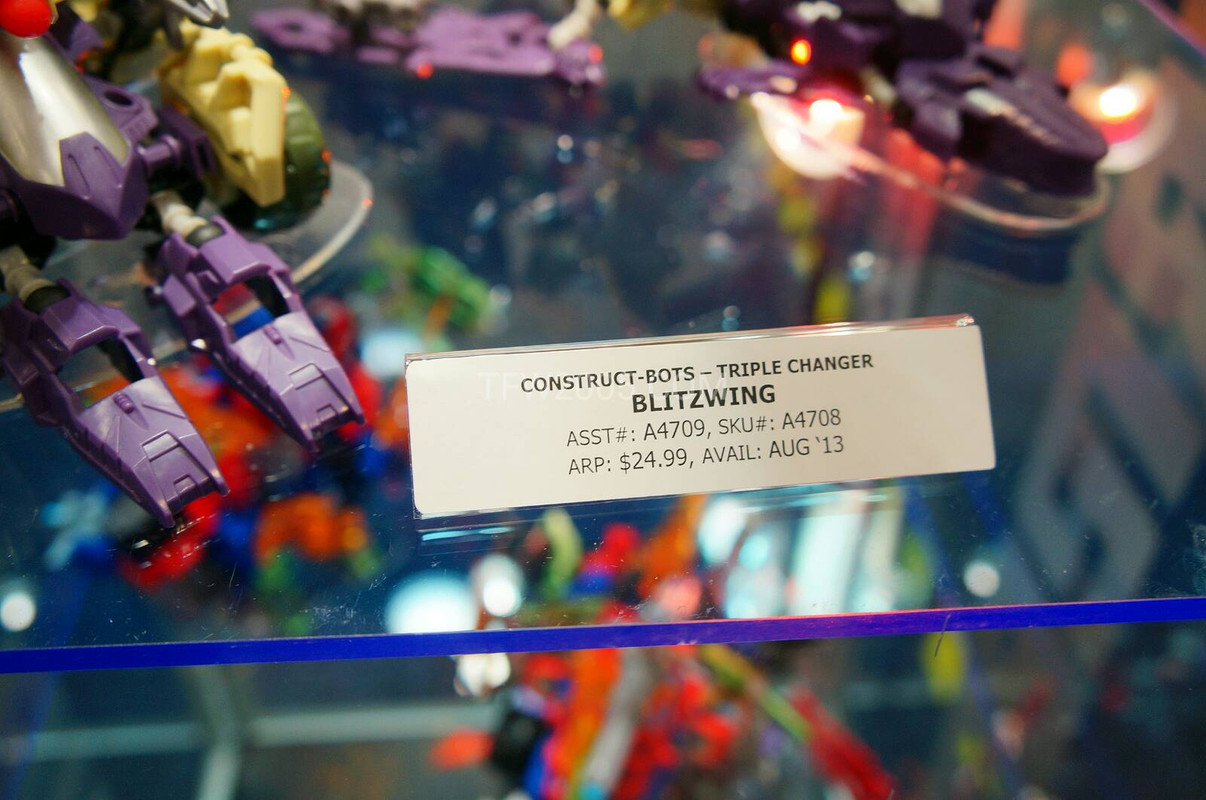 CONSTRUCT-BOTS – TRIPLE CHANGER
BLITZWING
ASST#: A4709, SKU#: A4708
ARP: $24.99, AVAIL: AUG ‘13